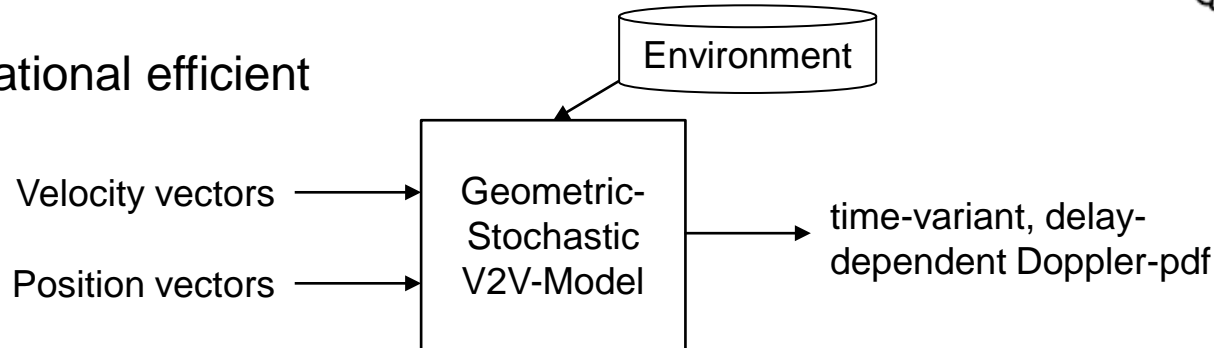 Environment
ational efficient
Velocity vectors
Geometric-
Stochastic
V2V-Model
time-variant, delay-
dependent Doppler-pdf
Position vectors